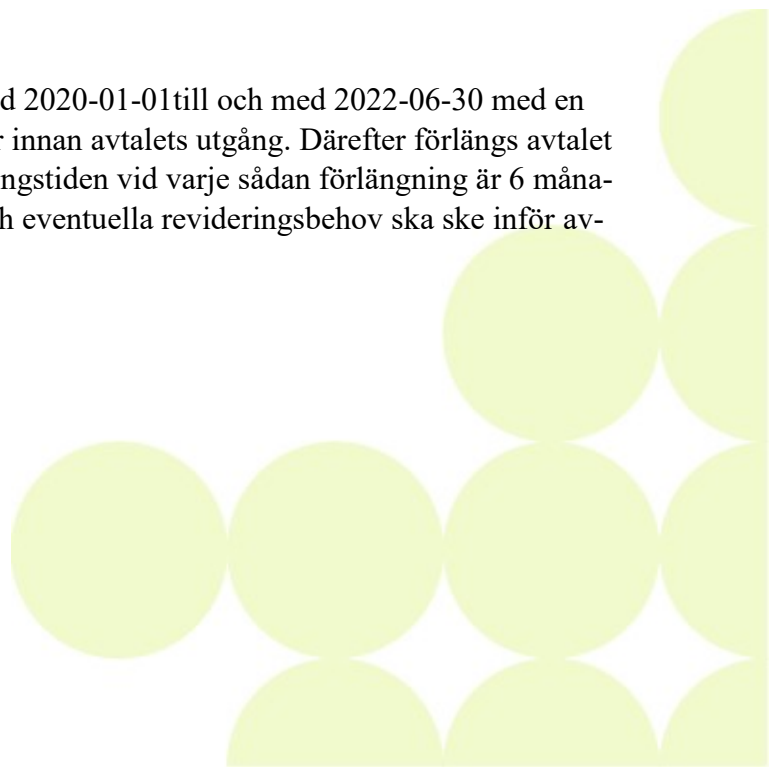 d 2020-01-01till och med 2022-06-30 med en
r innan avtalets utgång. Därefter förlängs avtalet
ngstiden vid varje sådan förlängning är 6 måna-
h eventuella revideringsbehov ska ske inför av-